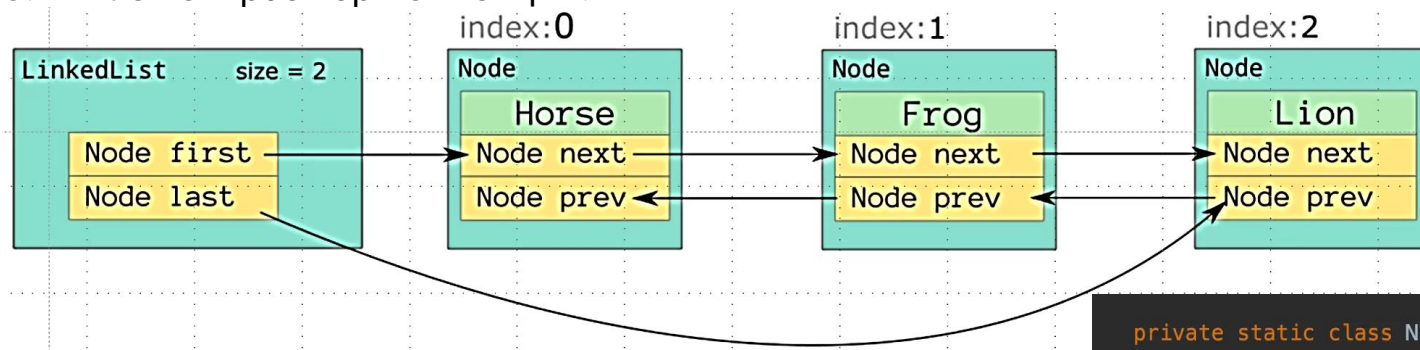 index:0
index:1
index:2
LinkedList size = 2
Node
Node
Node
Horse
Frog
Lion
Node first
Node next
Node next
Node next
Node last
Node prev
Node prev
Node prev
private static class N